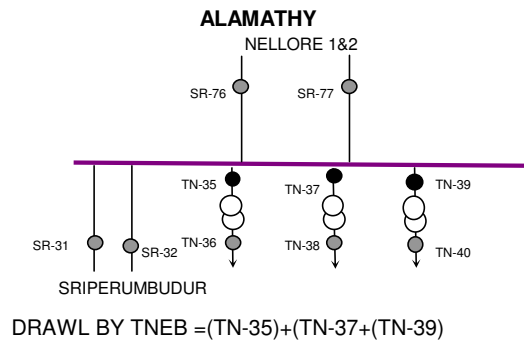 ALAMATHY
NELLORE 1&2
SR-76
SR-77
TN-35
TN-37
TN-39
SR-31
SR-32
TN-36
TN-38
TN-40
SRIPERUMBUDUR
DRAWL BY TNEB =(TN-35)+(TN-37+(TN-39)